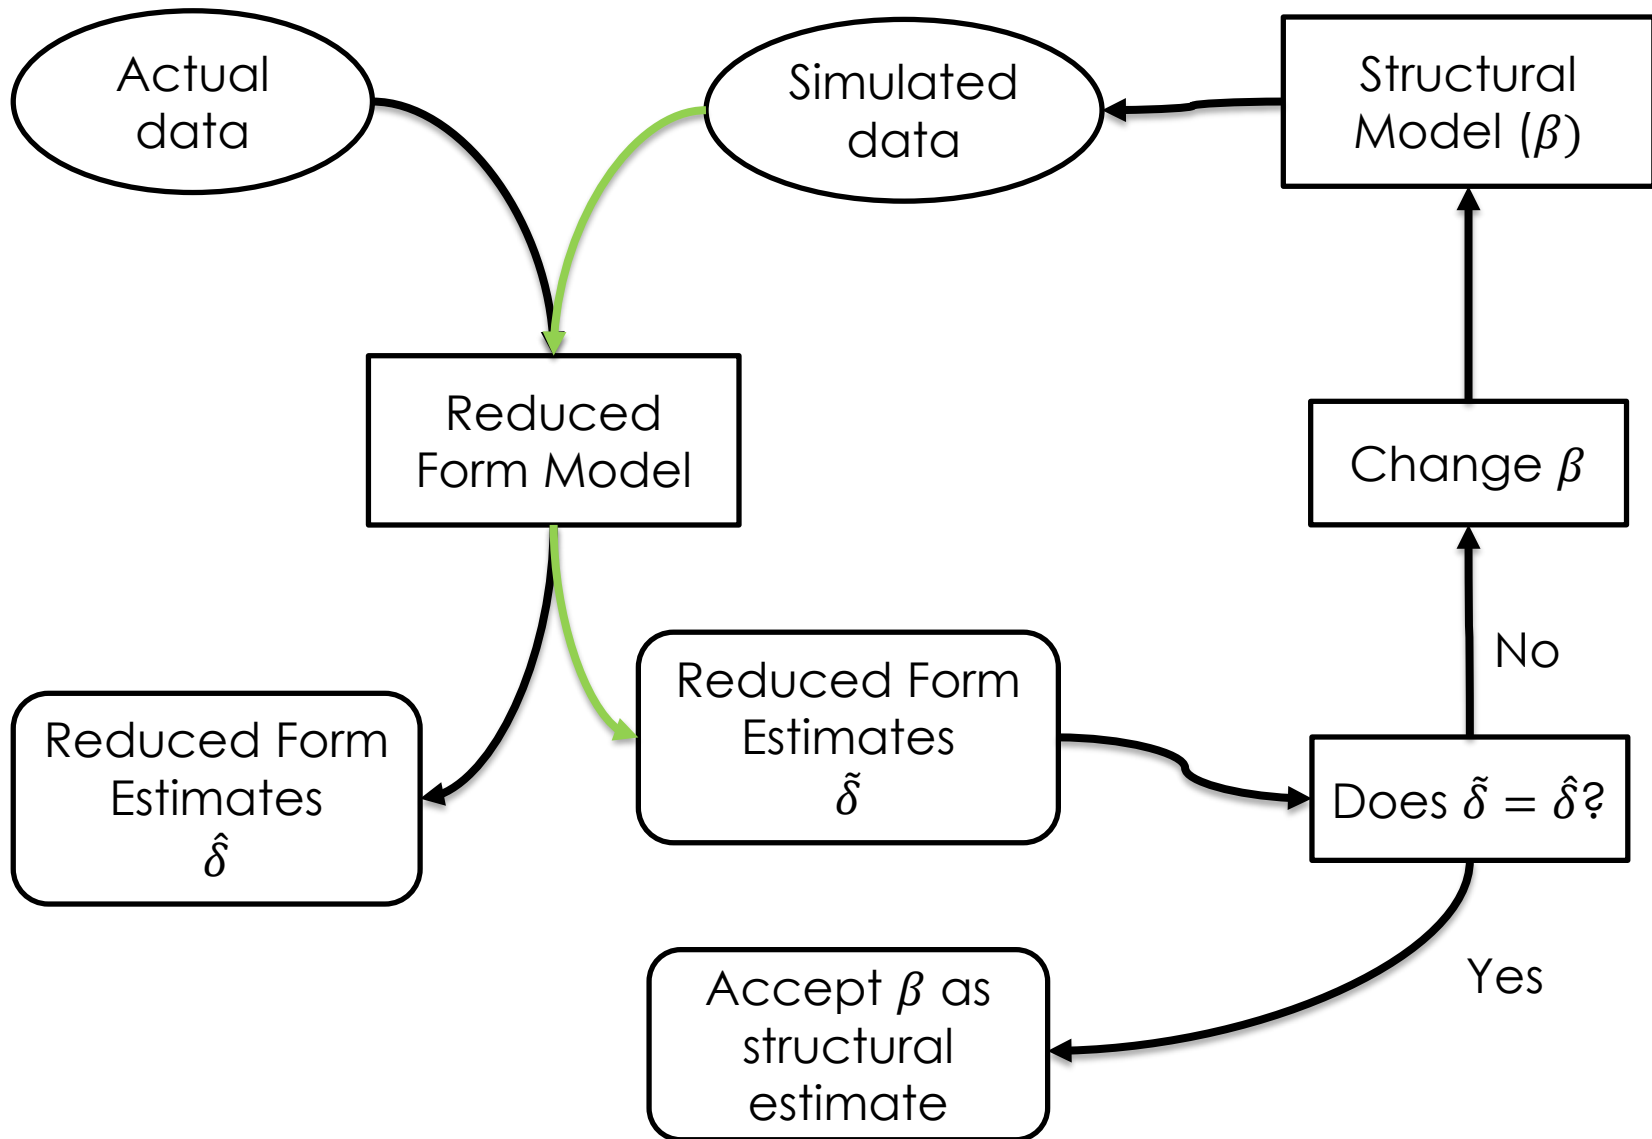 Actual
data
Simulated
data
Structural
Model (β)
Reduced
Form Model
Change β
No
Reduced Form
Estimates
δ̂
Reduced Form
Estimates
δ̃
Does δ̃ = δ̂?
Yes
Accept β as
structural
estimate